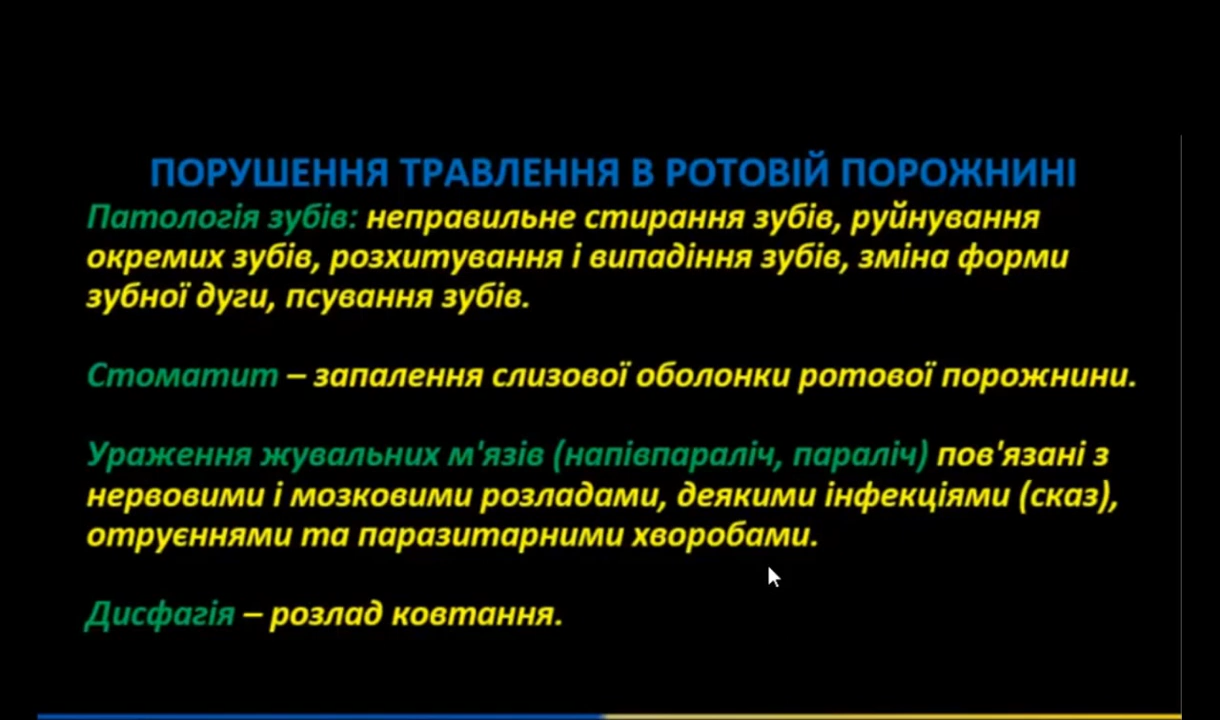 ПОРУШЕННЯ ТРАВЛЕННЯ В РОТОВІЙ ПОРОЖНИНІ
Патологія зубів: неправильне стирання зубів, руйнування
окремих зубів, розхитування і випадіння зубів, зміна форми
зубної дуги, псування зубів.
Стоматит – запалення слизової оболонки ротової порожнини.
Ураження жувальних м'язів (напівпараліч, параліч) пов'язані з
нервовими і мозковими розладами, деякими інфекціями (сказ),
отруєннями та паразитарними хворобами.
Дисфагія – розлад ковтання.